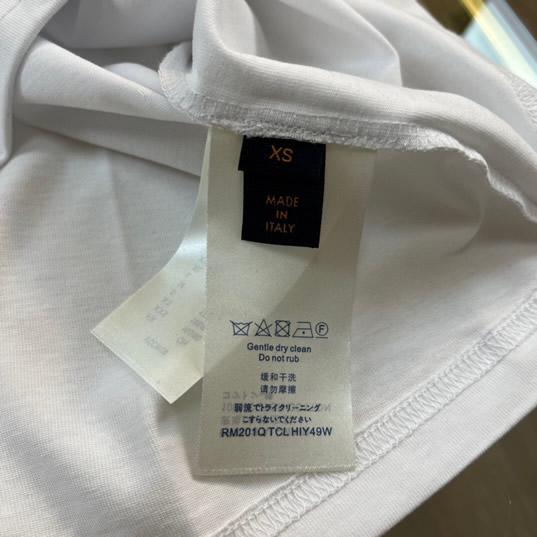 XS
MADE
IN
ITALY
Gentle dry clean
Do not rub
缓和干洗
请勿摩擦
弱流でトライクリーニング
こすらないでください
RM201Q TCL HIY49W